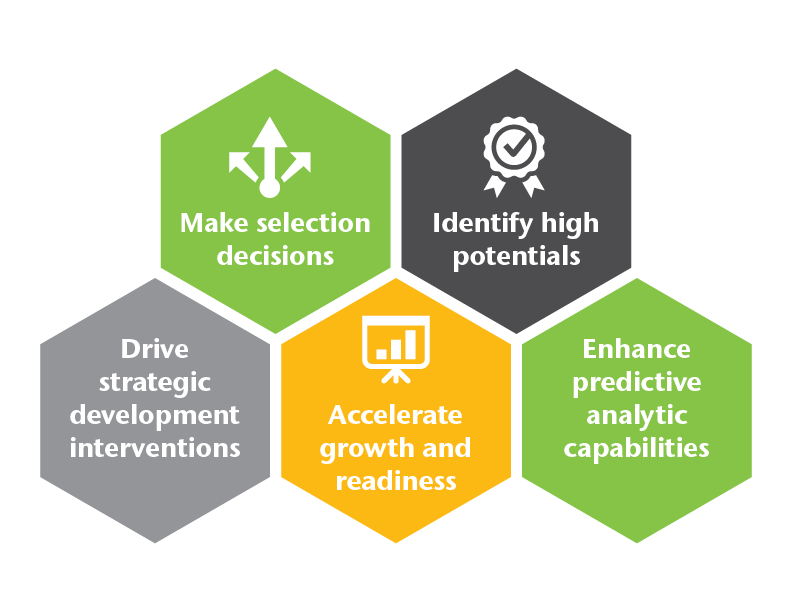 Make selection
decisions
Identify high
potentials
Drive
strategic
development
interventions
Accelerate
growth and
readiness
Enhance
predictive
analytic
capabilities